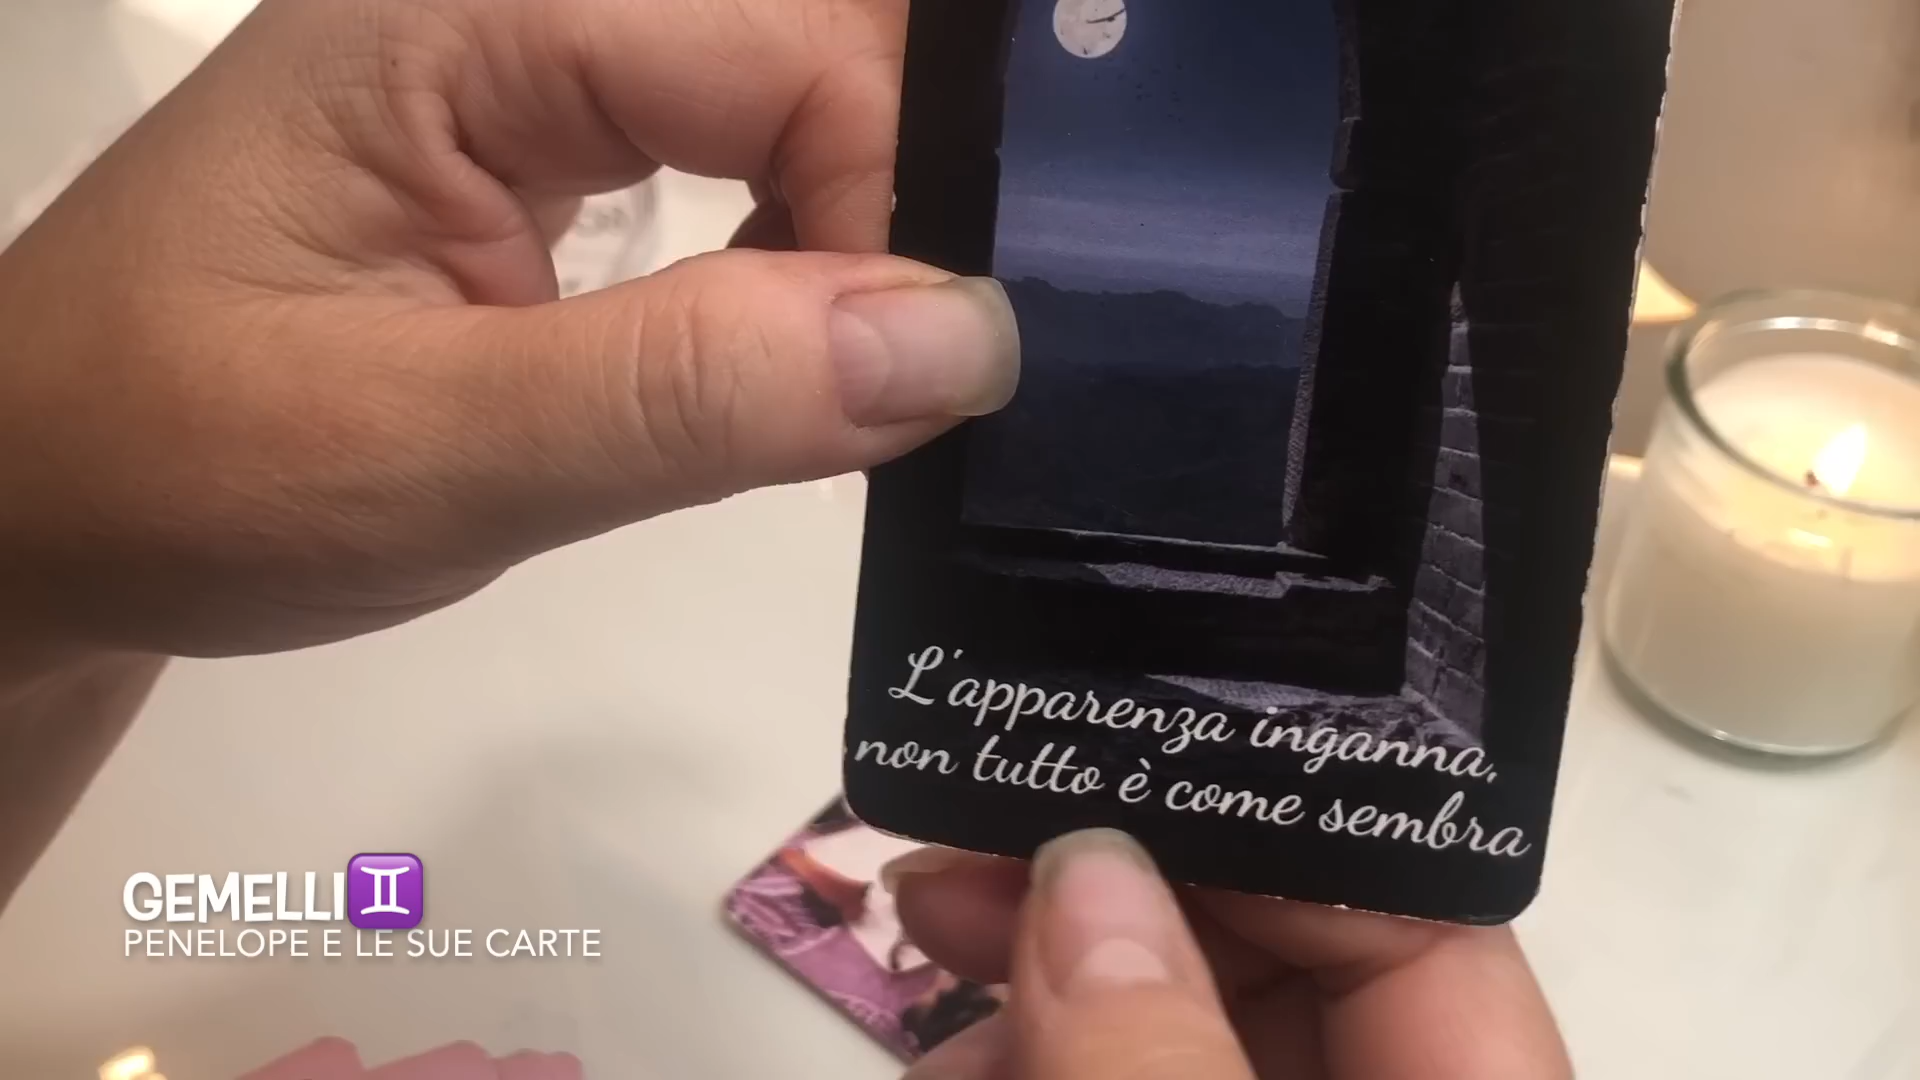 L'apparenza inganna,
non tutto è come sembra
GEMELLI♊
PENELOPE E LE SUE CARTE